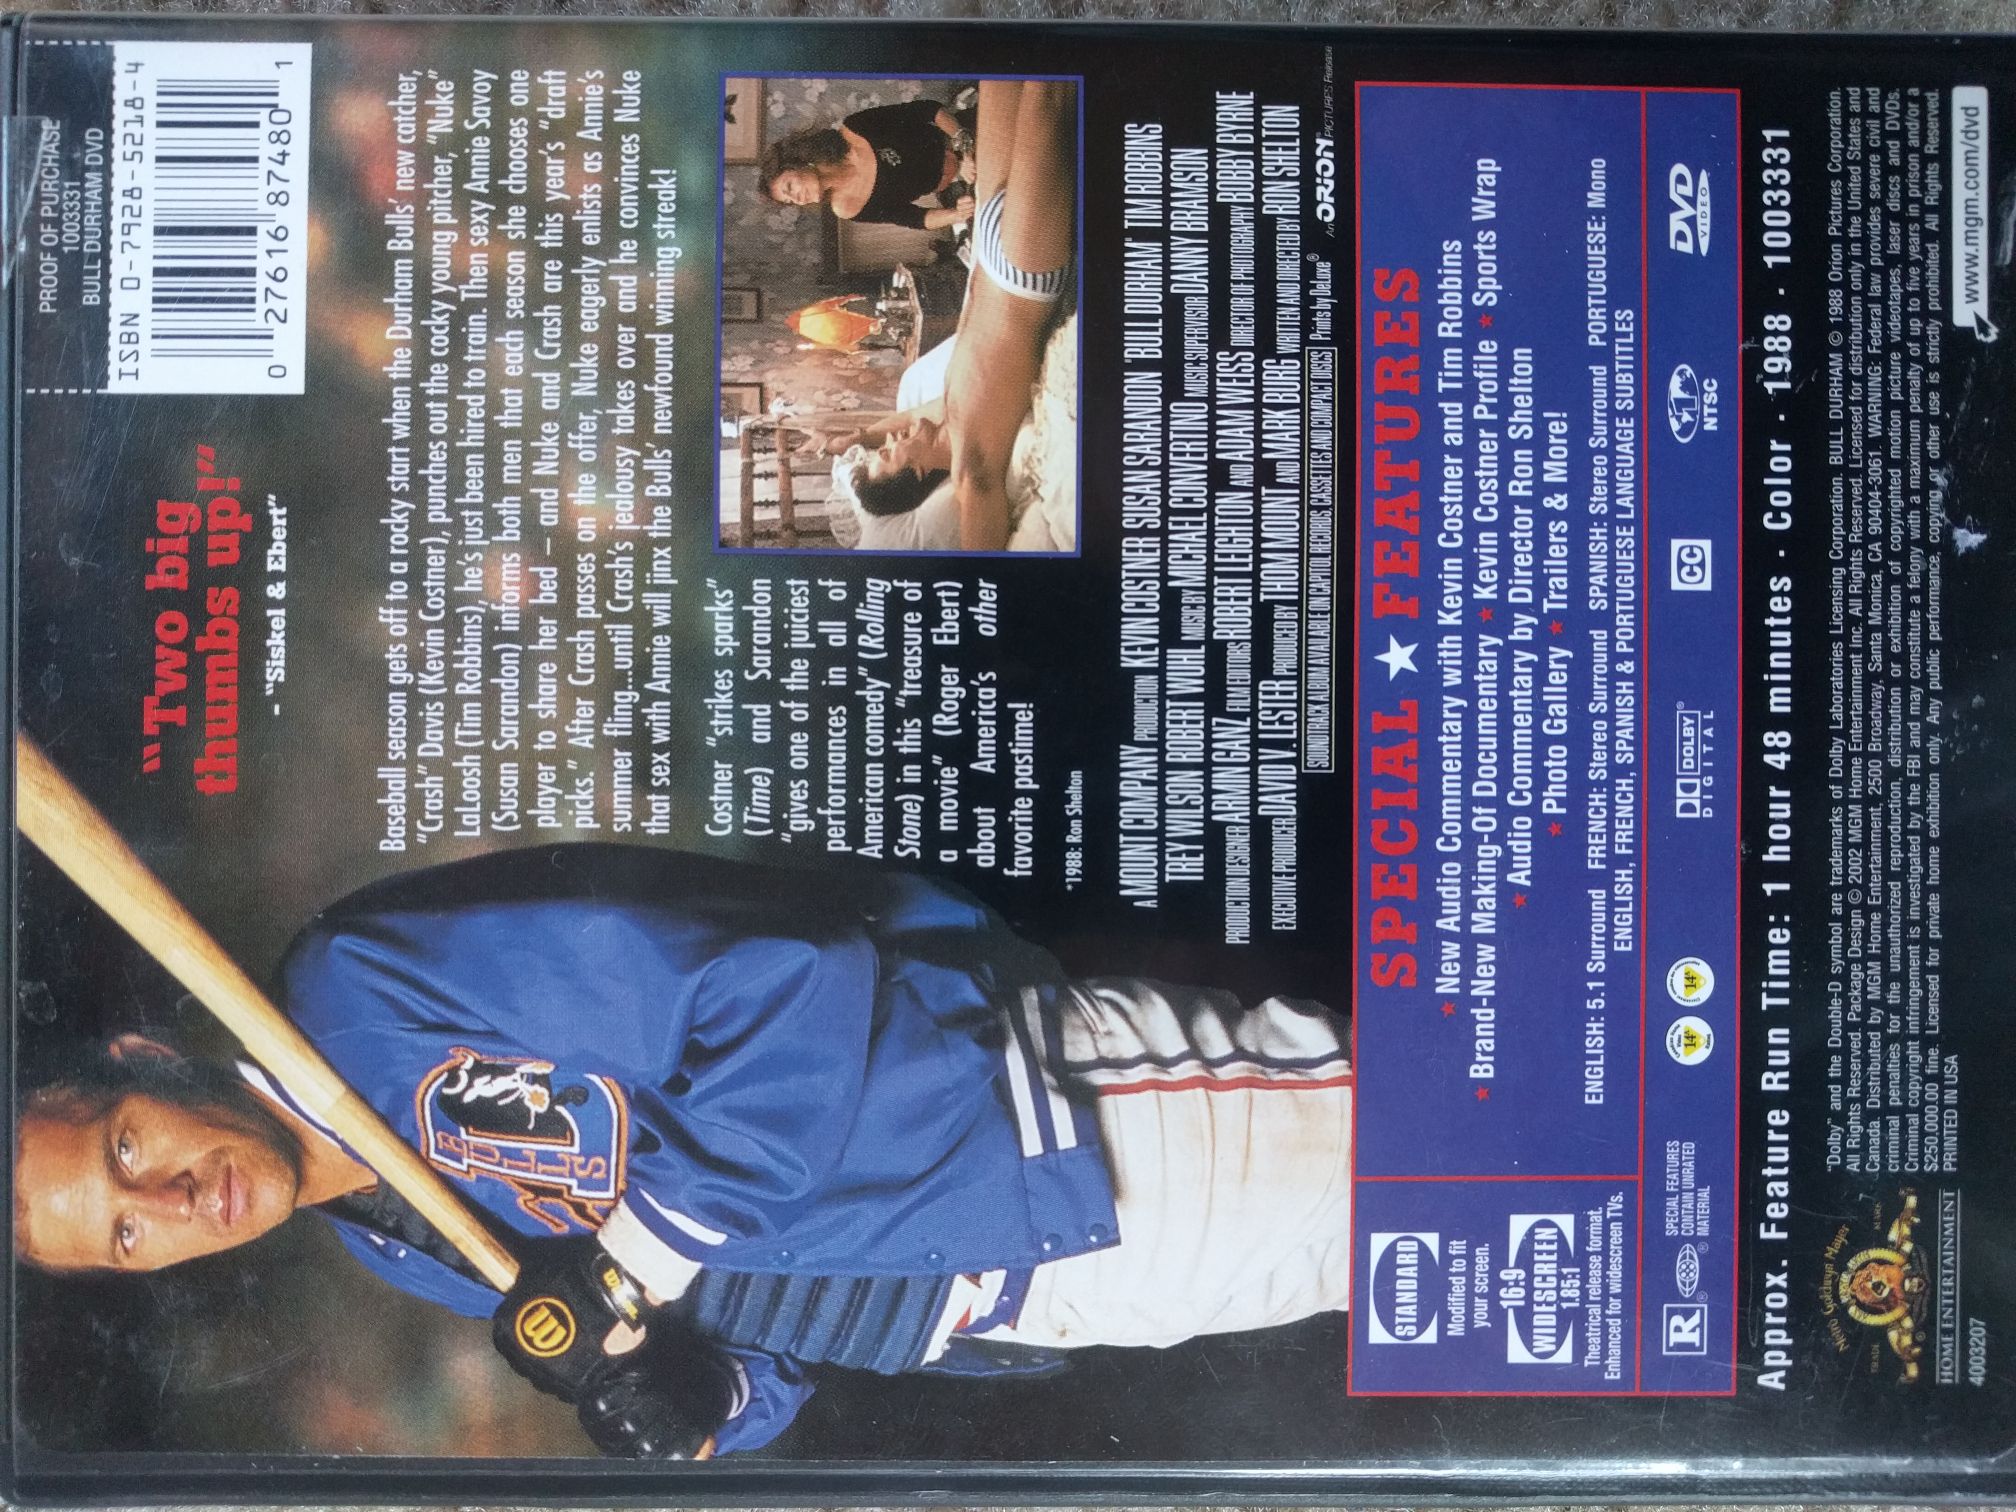 PROOF OF PURCHASE
1003331
BULL DURHAM DVD
ISBN 0-7928-5218-4
0 27616 87480 1
"Two big
thumbs up!"
- "Siskel & Ebert"
Baseball season gets off to a rocky start when the Durham Bulls' new catcher,
"Crash" Davis (Kevin Costner), punches out the cocky young pitcher, "Nuke"
LaLoosh (Tim Robbins), he's just been hired to train. Then sexy Annie Savoy
(Susan Sarandon) informs both men that each season she chooses one
player to share her bed – and Nuke and Crash are this year's "draft
picks." After Crash passes on the offer, Nuke eagerly enlists as Annie's
summer fling...until Crash's jealousy takes over and he convinces Nuke
that sex with Annie will jinx the Bulls' newfound winning streak!
Costner "strikes sparks"
(Time) and Sarandon
"gives one of the juiciest
performances in all of
American comedy" (Rolling
Stone) in this "treasure of
a movie" (Roger Ebert)
about America's other
favorite pastime!
*1988: Ron Shelton
BULLS
W
A MOUNT COMPANY PRODUCTION KEVIN COSTNER SUSAN SARANDON "BULL DURHAM" TIM ROBBINS
TREY WILSON ROBERT WUHL MUSIC BY MICHAEL CONVERTINO MUSIC SUPERVISOR DANNY BRAMSON
PRODUCTION DESIGNER ARMIN GANZ FILM EDITORS ROBERT LEIGHTON AND ADAM WEISS DIRECTOR OF PHOTOGRAPHY BOBBY BYRNE
EXECUTIVE PRODUCER DAVID V. LESTER PRODUCED BY THOM MOUNT AND MARK BURG WRITTEN AND DIRECTED BY RON SHELTON
SOUNDTRACK ALBUM AVAILABLE ON CAPITOL RECORDS, CASSETTES AND COMPACT DISCS Prints by DeLuxe® An ORION PICTURES Release
STANDARD
Modified to fit
your screen.
16:9
WIDESCREEN
1.85:1
Theatrical release format.
Enhanced for widescreen TVs.
SPECIAL ★ FEATURES
★ New Audio Commentary with Kevin Costner and Tim Robbins
★ Brand-New Making-Of Documentary ★ Kevin Costner Profile ★ Sports Wrap
★ Audio Commentary by Director Ron Shelton
★ Photo Gallery ★ Trailers & More!
ENGLISH: 5.1 Surround FRENCH: Stereo Surround SPANISH: Stereo Surround PORTUGUESE: Mono
ENGLISH, FRENCH, SPANISH & PORTUGUESE LANGUAGE SUBTITLES
R ® SPECIAL FEATURES
CONTAIN UNRATED
MATERIAL
14A
14A
DOLBY
DIGITAL
CC
NTSC
DVD
VIDEO
Approx. Feature Run Time: 1 hour 48 minutes · Color · 1988 · 1003331
Metro Goldwyn Mayer
TRADE MARK
HOME ENTERTAINMENT
4003207
"Dolby" and the Double-D symbol are trademarks of Dolby Laboratories Licensing Corporation. BULL DURHAM © 1988 Orion Pictures Corporation.
All Rights Reserved. Package Design © 2002 MGM Home Entertainment Inc. All Rights Reserved. Licensed for distribution only in the United States and
Canada. Distributed by MGM Home Entertainment, 2500 Broadway, Santa Monica, CA 90404-3061. WARNING: Federal law provides severe civil and
criminal penalties for the unauthorized reproduction, distribution or exhibition of copyrighted motion picture videotapes, laser discs and DVDs.
Criminal copyright infringement is investigated by the FBI and may constitute a felony with a maximum penalty of up to five years in prison and/or a
$250,000.00 fine. Licensed for private home exhibition only. Any public performance, copying or other use is strictly prohibited. All Rights Reserved.
PRINTED IN USA
www.mgm.com/dvd